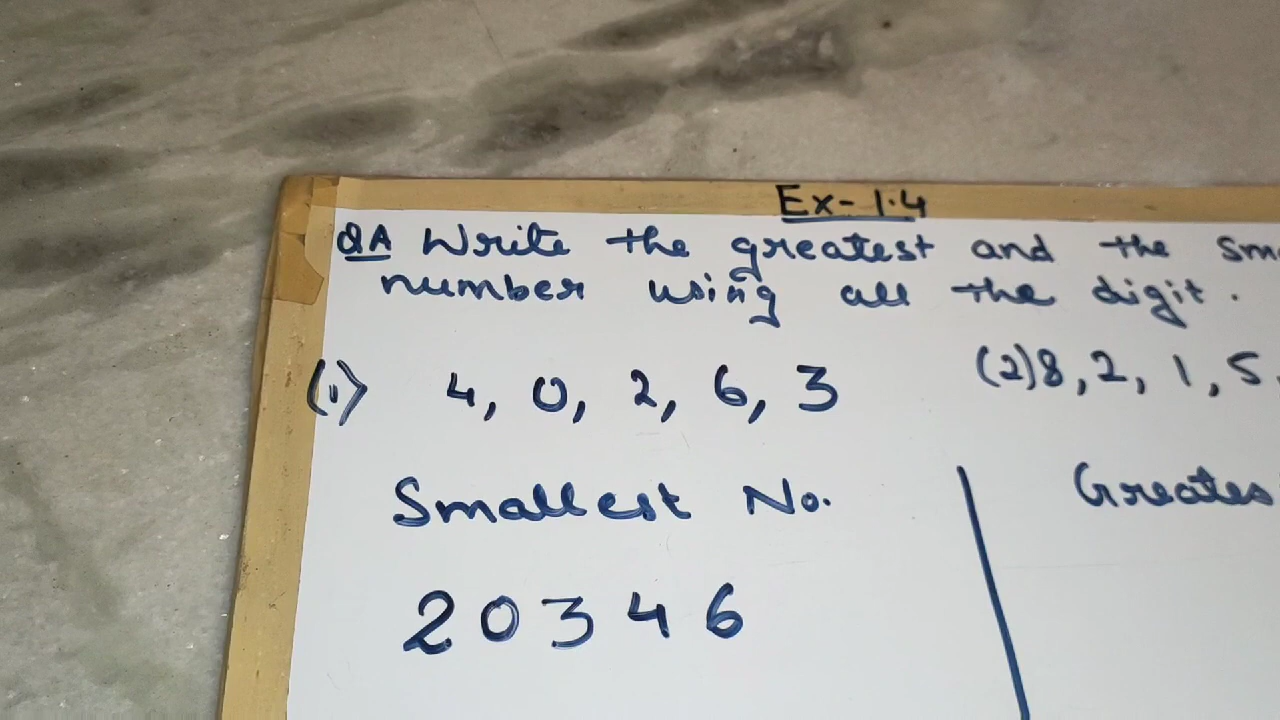 Ex- 1.4
QA Write the greatest and the
number using all the digit.
(1) 4, 0, 2, 6, 3
(2) 8, 2, 1, 5,
Smallest No.
20346